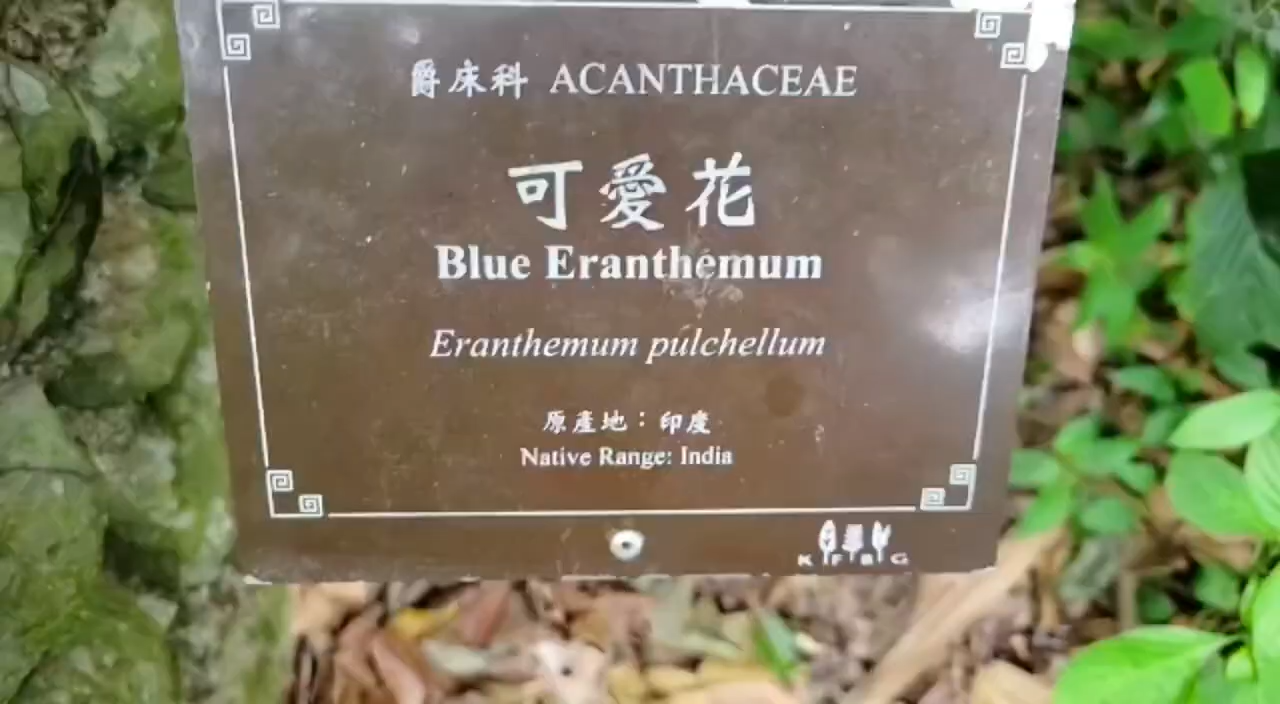 爵床科 ACANTHACEAE
可愛花
Blue Eranthemum
Eranthemum pulchellum
原產地：印度
Native Range: India
KFBG